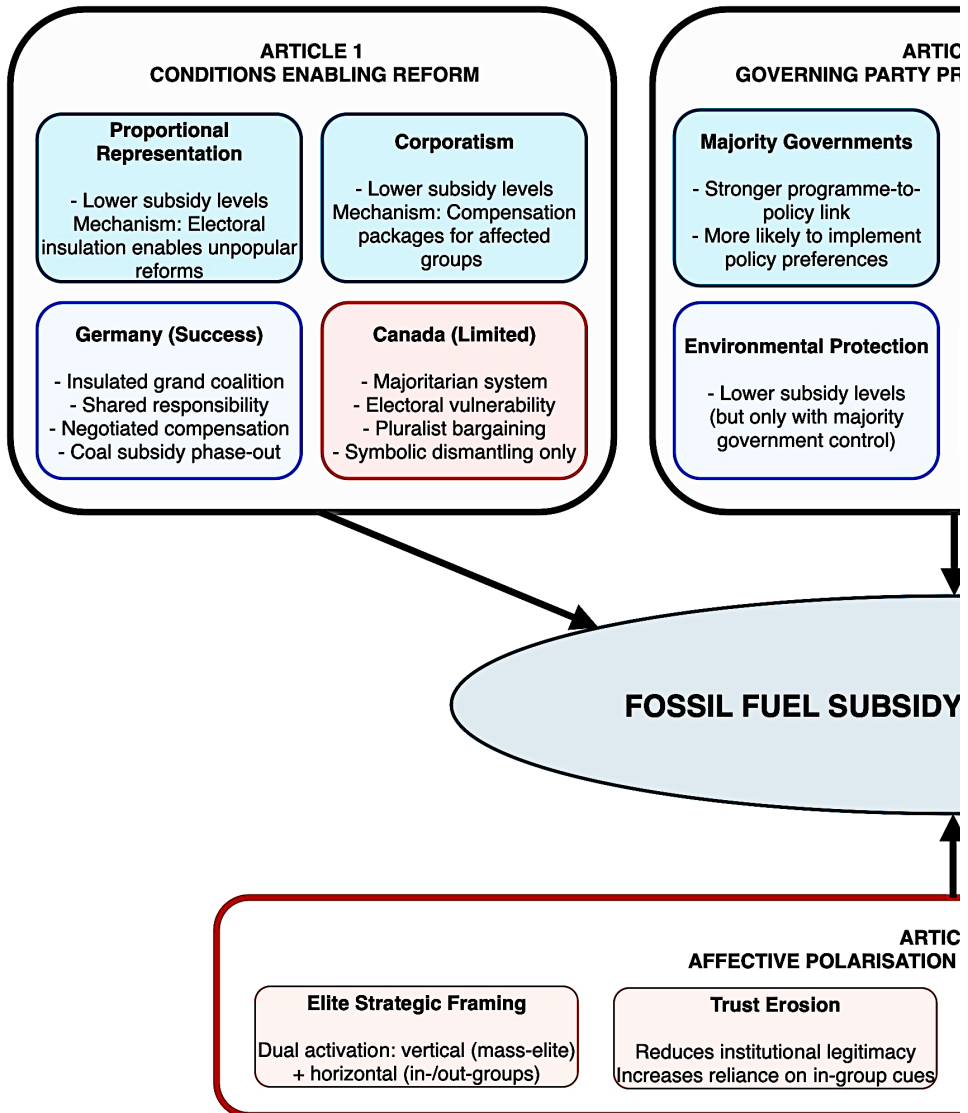 ARTICLE 1
CONDITIONS ENABLING REFORM
Proportional
Representation
- Lower subsidy levels
Mechanism: Electoral
insulation enables unpopular
reforms
Corporatism
- Lower subsidy levels
Mechanism: Compensation
packages for affected
groups
Germany (Success)
- Insulated grand coalition
- Shared responsibility
- Negotiated compensation
- Coal subsidy phase-out
Canada (Limited)
- Majoritarian system
- Electoral vulnerability
- Pluralist bargaining
- Symbolic dismantling only
GOVERNING PARTY
Majority Governments
- Stronger programme-to-
policy link
- More likely to implement
policy preferences
Environmental Protection
- Lower subsidy levels
(but only with majority
government control)
FOSSIL FUEL SUBSIDY
AFFECTIVE POLARISATION
Elite Strategic Framing
Dual activation: vertical (mass-elite)
+ horizontal (in-/out-groups)
Trust Erosion
Reduces institutional legitimacy
Increases reliance on in-group cues